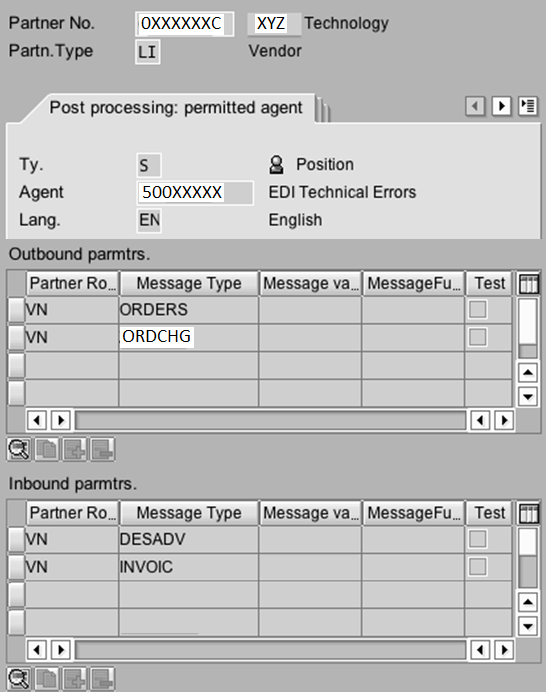 Partner No. 0XXXXXXC XYZ Technology
Partn.Type LI Vendor
Post processing: permitted agent
Ty. S Position
Agent 500XXXXX EDI Technical Errors
Lang. EN English
Outbound parmtrs.
Partner Ro... Message Type Message va... MessageFu... Test
VN ORDERS
VN ORDCHG
Inbound parmtrs.
Partner Ro... Message Type Message va... MessageFu... Test
VN DESADV
VN INVOIC